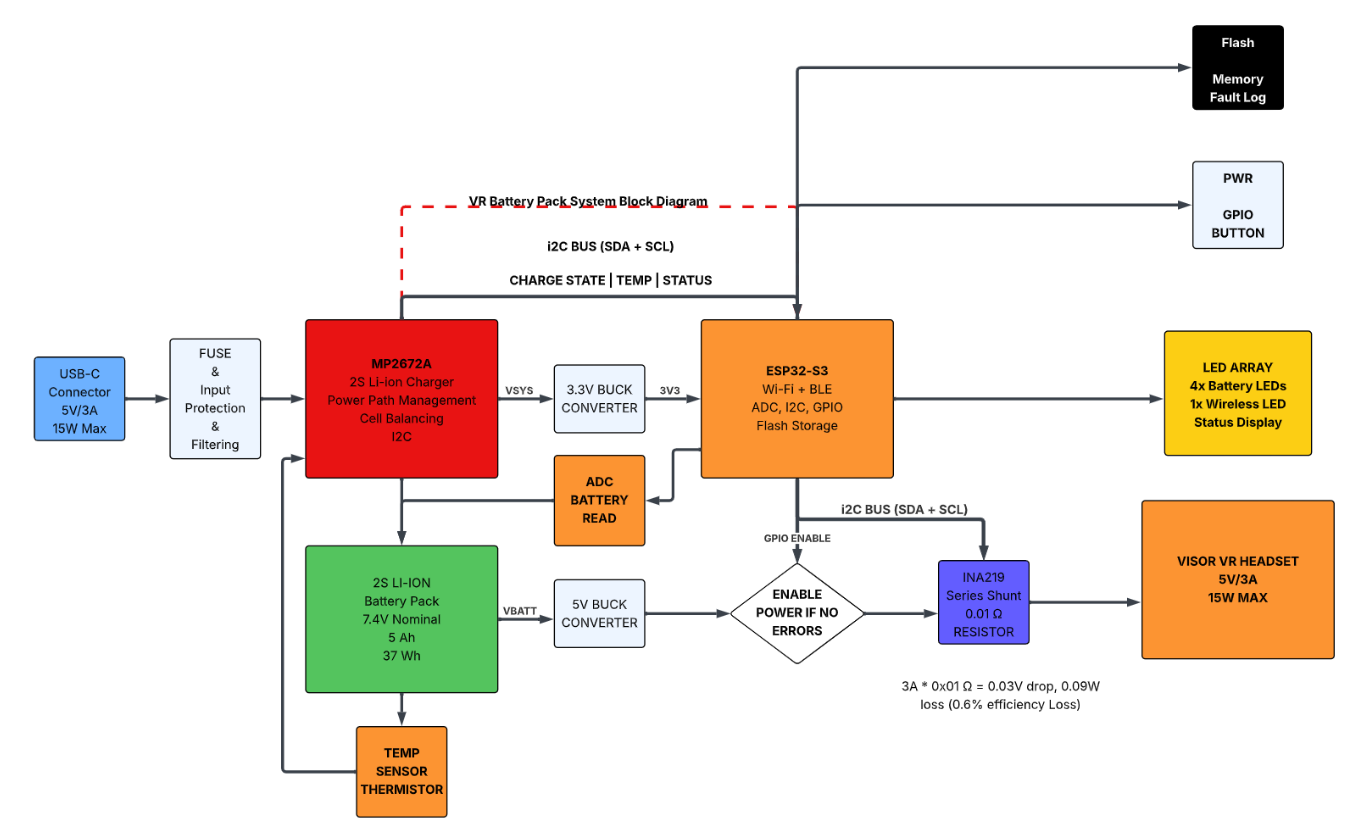 Flash
Memory
Fault Log
PWR
GPIO
BUTTON
VR Battery Pack System Block Diagram
i2C BUS (SDA + SCL)
CHARGE STATE | TEMP | STATUS
USB-C
Connector
5V/3A
15W Max
FUSE
&
Input
Protection
&
Filtering
MP2672A
2S Li-ion Charger
Power Path Management
Cell Balancing
I2C
VSYS
3.3V BUCK
CONVERTER
3V3
ESP32-S3
Wi-Fi + BLE
ADC, I2C, GPIO
Flash Storage
LED ARRAY
4x Battery LEDs
1x Wireless LED
Status Display
ADC
BATTERY
READ
i2C BUS (SDA + SCL)
GPIO ENABLE
2S LI-ION
Battery Pack
7.4V Nominal
5 Ah
37 Wh
VBATT
5V BUCK
CONVERTER
ENABLE
POWER IF NO
ERRORS
INA219
Series Shunt
0.01 Ω
RESISTOR
VISOR VR HEADSET
5V/3A
15W MAX
3A * 0x01 Ω = 0.03V drop, 0.09W
loss (0.6% efficiency Loss)
TEMP
SENSOR
THERMISTOR